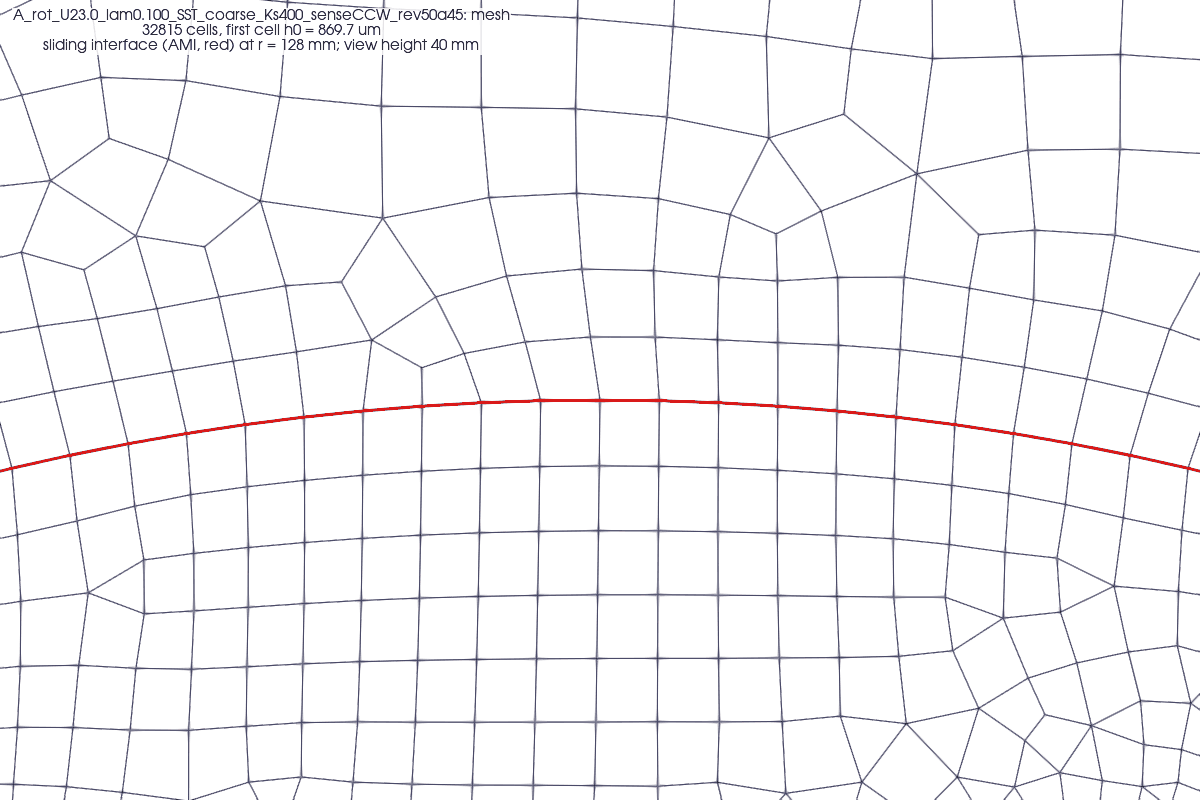 A_rot_U23.0_lam0.100_SST_coarse_Ks400_senseCCW_rev50a45: mesh
32815 cells, first cell h0 = 869.7 um
sliding interface (AMI, red) at r = 128 mm; view height 40 mm